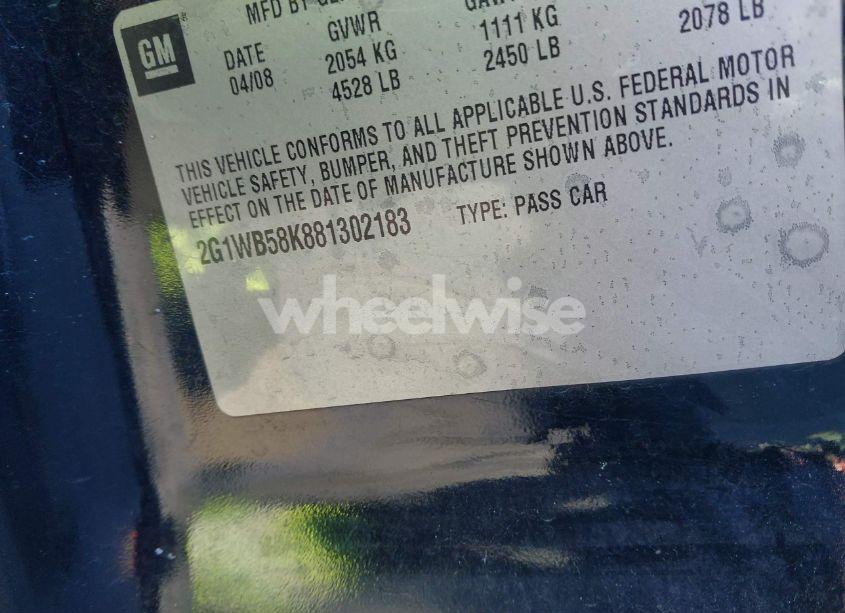 GM
MFD BY
DATE GVWR
04/08 2054 KG 1111 KG
4528 LB 2450 LB 2078 LB
THIS VEHICLE CONFORMS TO ALL APPLICABLE U.S. FEDERAL MOTOR
VEHICLE SAFETY, BUMPER, AND THEFT PREVENTION STANDARDS IN
EFFECT ON THE DATE OF MANUFACTURE SHOWN ABOVE.
2G1WB58K881302183 TYPE: PASS CAR
wheelwise